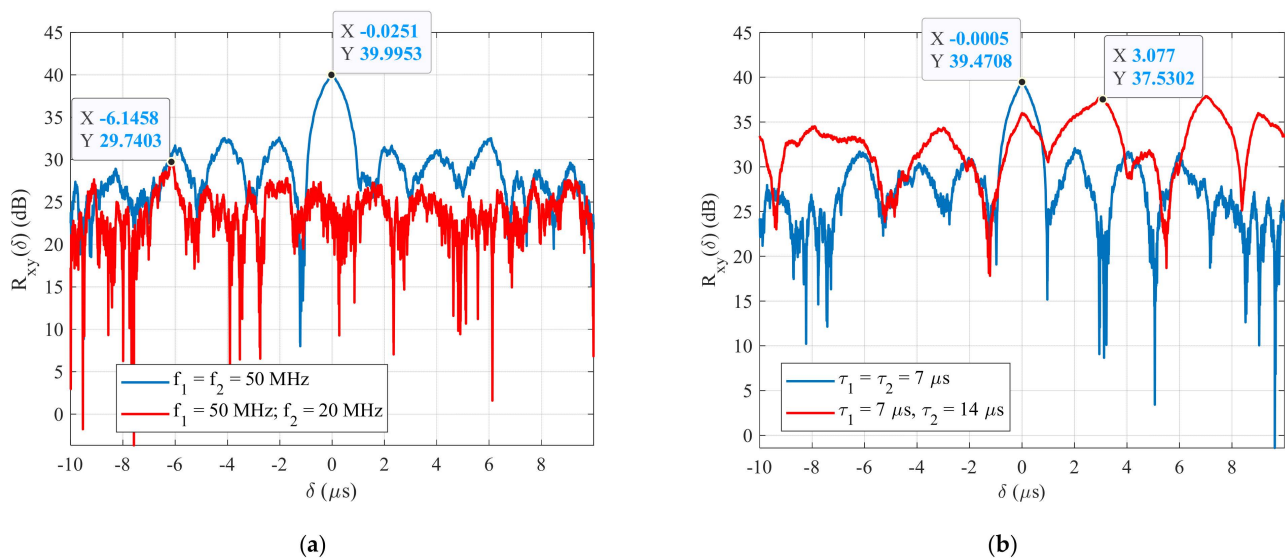 45
40
35
30
25
20
15
10
5
0
R_xy(δ) (dB)
X -0.0251
Y 39.9953
X -6.1458
Y 29.7403
f₁ = f₂ = 50 MHz
f₁ = 50 MHz; f₂ = 20 MHz
-10 -8 -6 -4 -2 0 2 4 6 8
δ (μs)
(a)
45
40
35
30
25
20
15
10
5
0
R_xy(δ) (dB)
X -0.0005
Y 39.4708
X 3.077
Y 37.5302
τ₁ = τ₂ = 7 μs
τ₁ = 7 μs, τ₂ = 14 μs
-10 -8 -6 -4 -2 0 2 4 6 8
δ (μs)
(b)